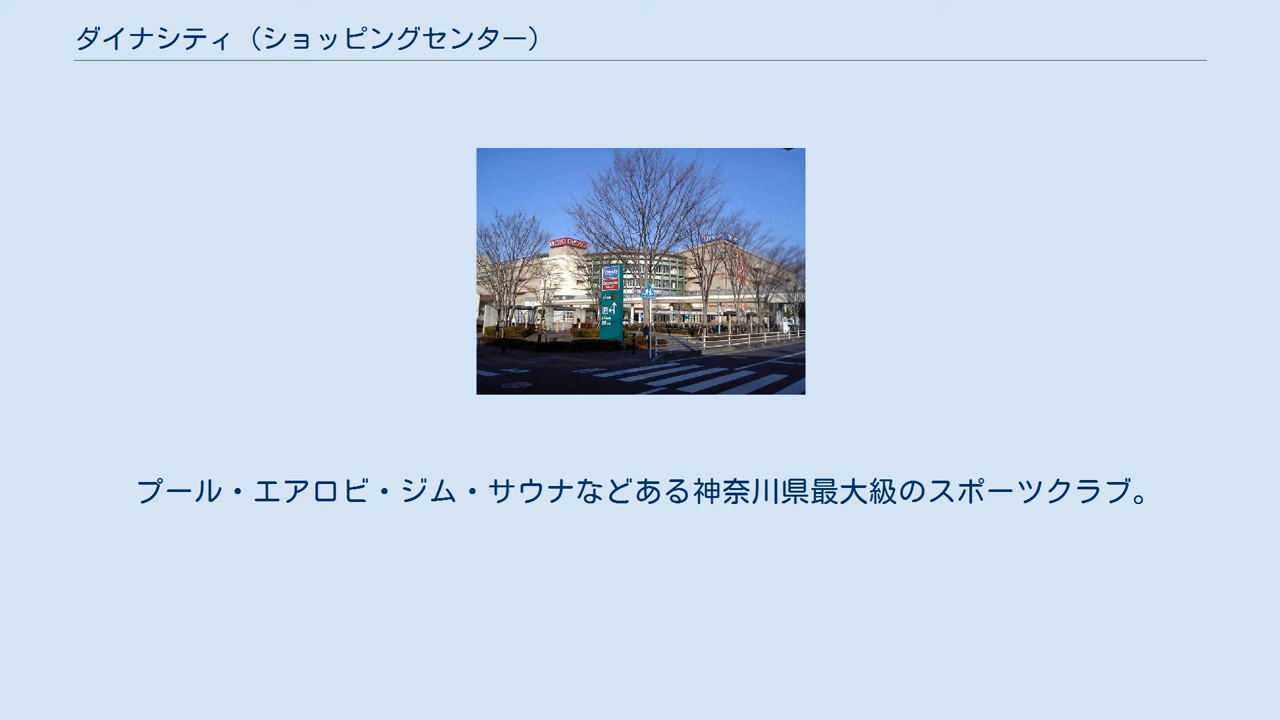 ダイナシティ（ショッピングセンター）
プール・エアロビ・ジム・サウナなどある神奈川県最大級のスポーツクラブ。